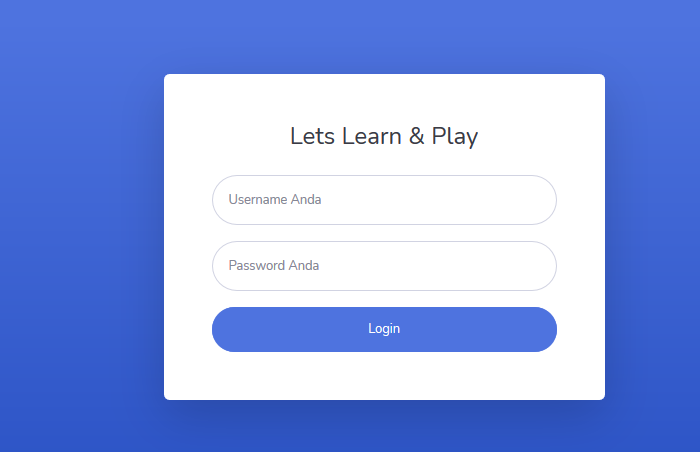 Lets Learn & Play
Username Anda
Password Anda
Login